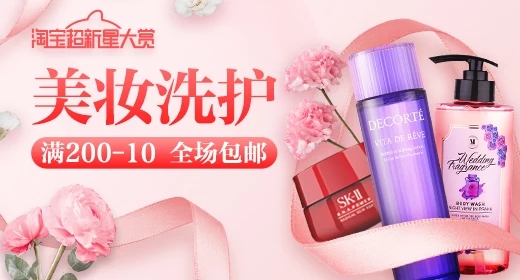 淘宝超新星大赏
美妆洗护
满200-10 全场包邮
SK-II
DECORTÉ
VITA DE RÊVE
M
Wedding
Fragrance
BODY WASH